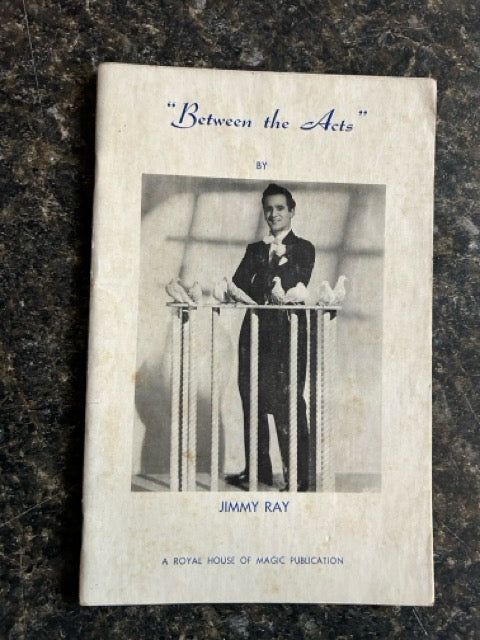 "Between the Acts"
BY
JIMMY RAY
A ROYAL HOUSE OF MAGIC PUBLICATION